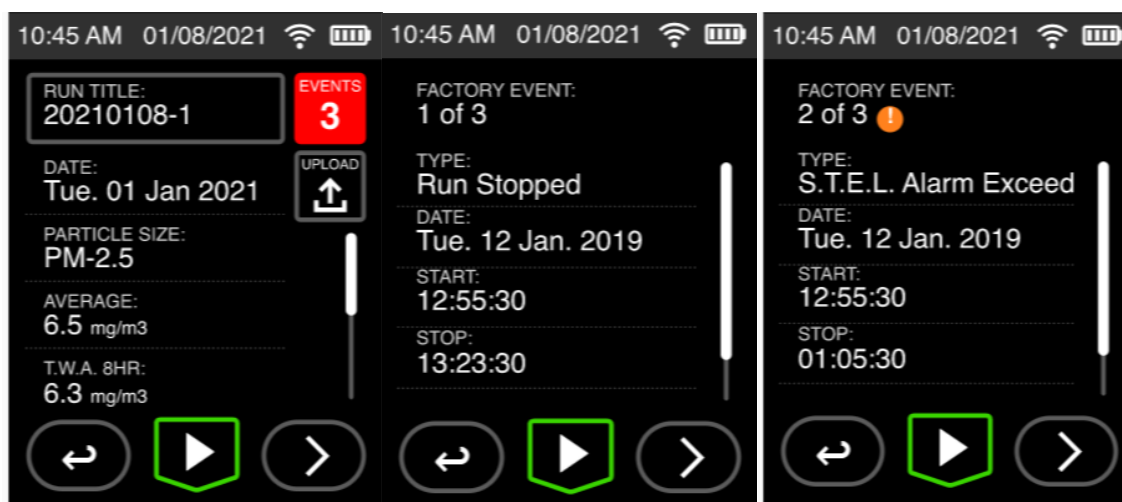 10:45 AM 01/08/2021
RUN TITLE:
20210108-1
EVENTS
3
DATE:
Tue. 01 Jan 2021
UPLOAD
PARTICLE SIZE:
PM-2.5
AVERAGE:
6.5 mg/m3
T.W.A. 8HR:
6.3 mg/m3
10:45 AM 01/08/2021
FACTORY EVENT:
1 of 3
TYPE:
Run Stopped
DATE:
Tue. 12 Jan. 2019
START:
12:55:30
STOP:
13:23:30
10:45 AM 01/08/2021
FACTORY EVENT:
2 of 3 !
TYPE:
S.T.E.L. Alarm Exceed
DATE:
Tue. 12 Jan. 2019
START:
12:55:30
STOP:
01:05:30